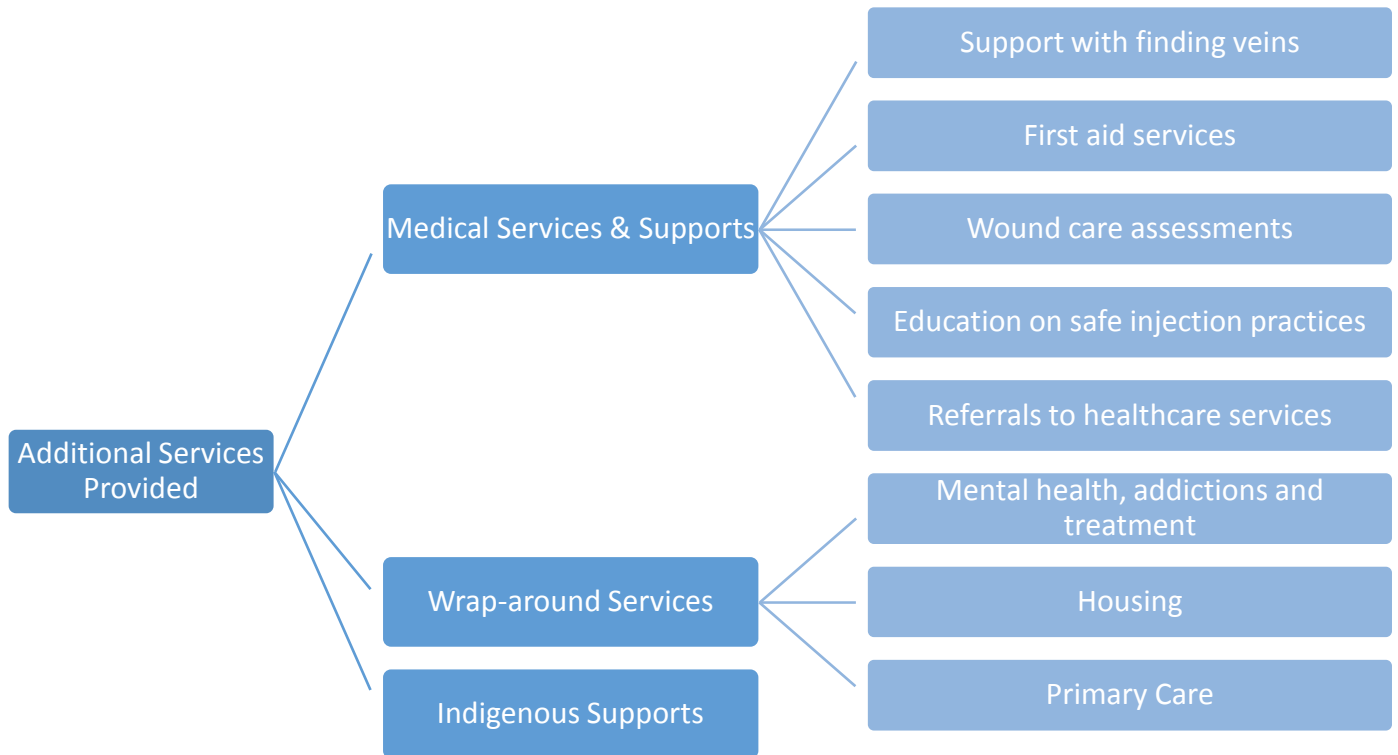 Additional Services
Provided
Medical Services & Supports
Support with finding veins
First aid services
Wound care assessments
Education on safe injection practices
Referrals to healthcare services
Wrap-around Services
Mental health, addictions and
treatment
Housing
Primary Care
Indigenous Supports